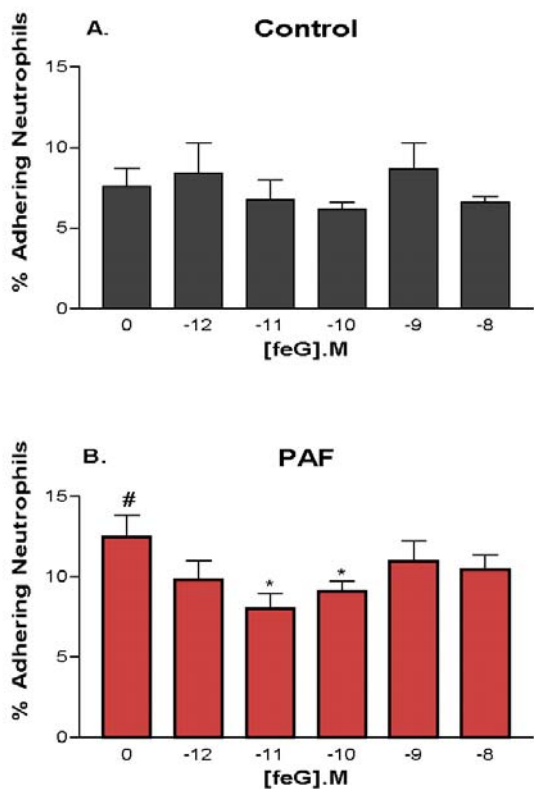 A. Control
% Adhering Neutrophils
15
10
5
0
0 -12 -11 -10 -9 -8
[feG].M
B. PAF
% Adhering Neutrophils
15
10
5
0
#
*
*
0 -12 -11 -10 -9 -8
[feG].M